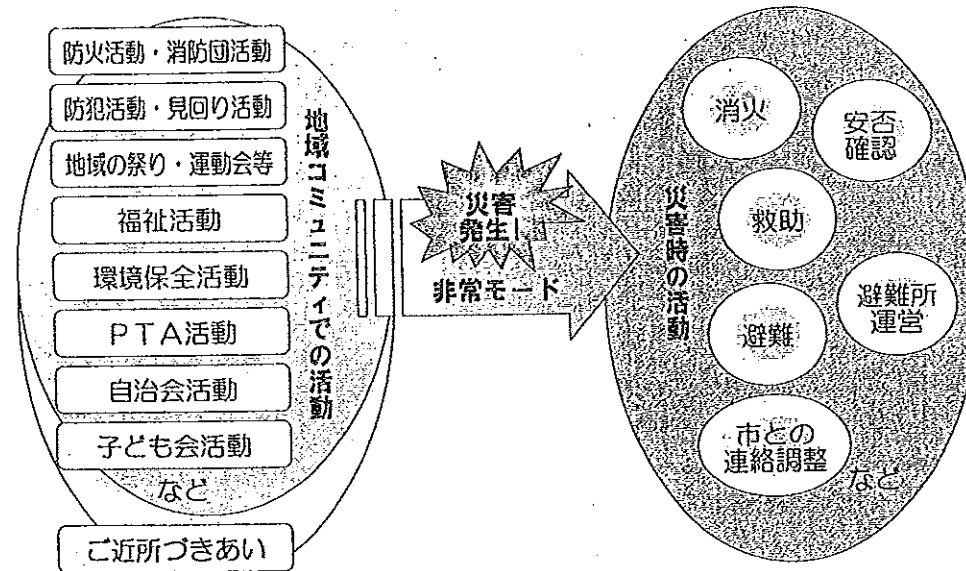 防火活動・消防団活動
防犯活動・見回り活動
地域の祭り・運動会等
福祉活動
環境保全活動
PTA活動
自治会活動
子ども会活動
など
ご近所づきあい
地域コミュニティでの活動
災害
発生!
非常モード
災害時の活動
消火
安否
確認
救助
避難所
運営
避難
市との
連絡調整
など